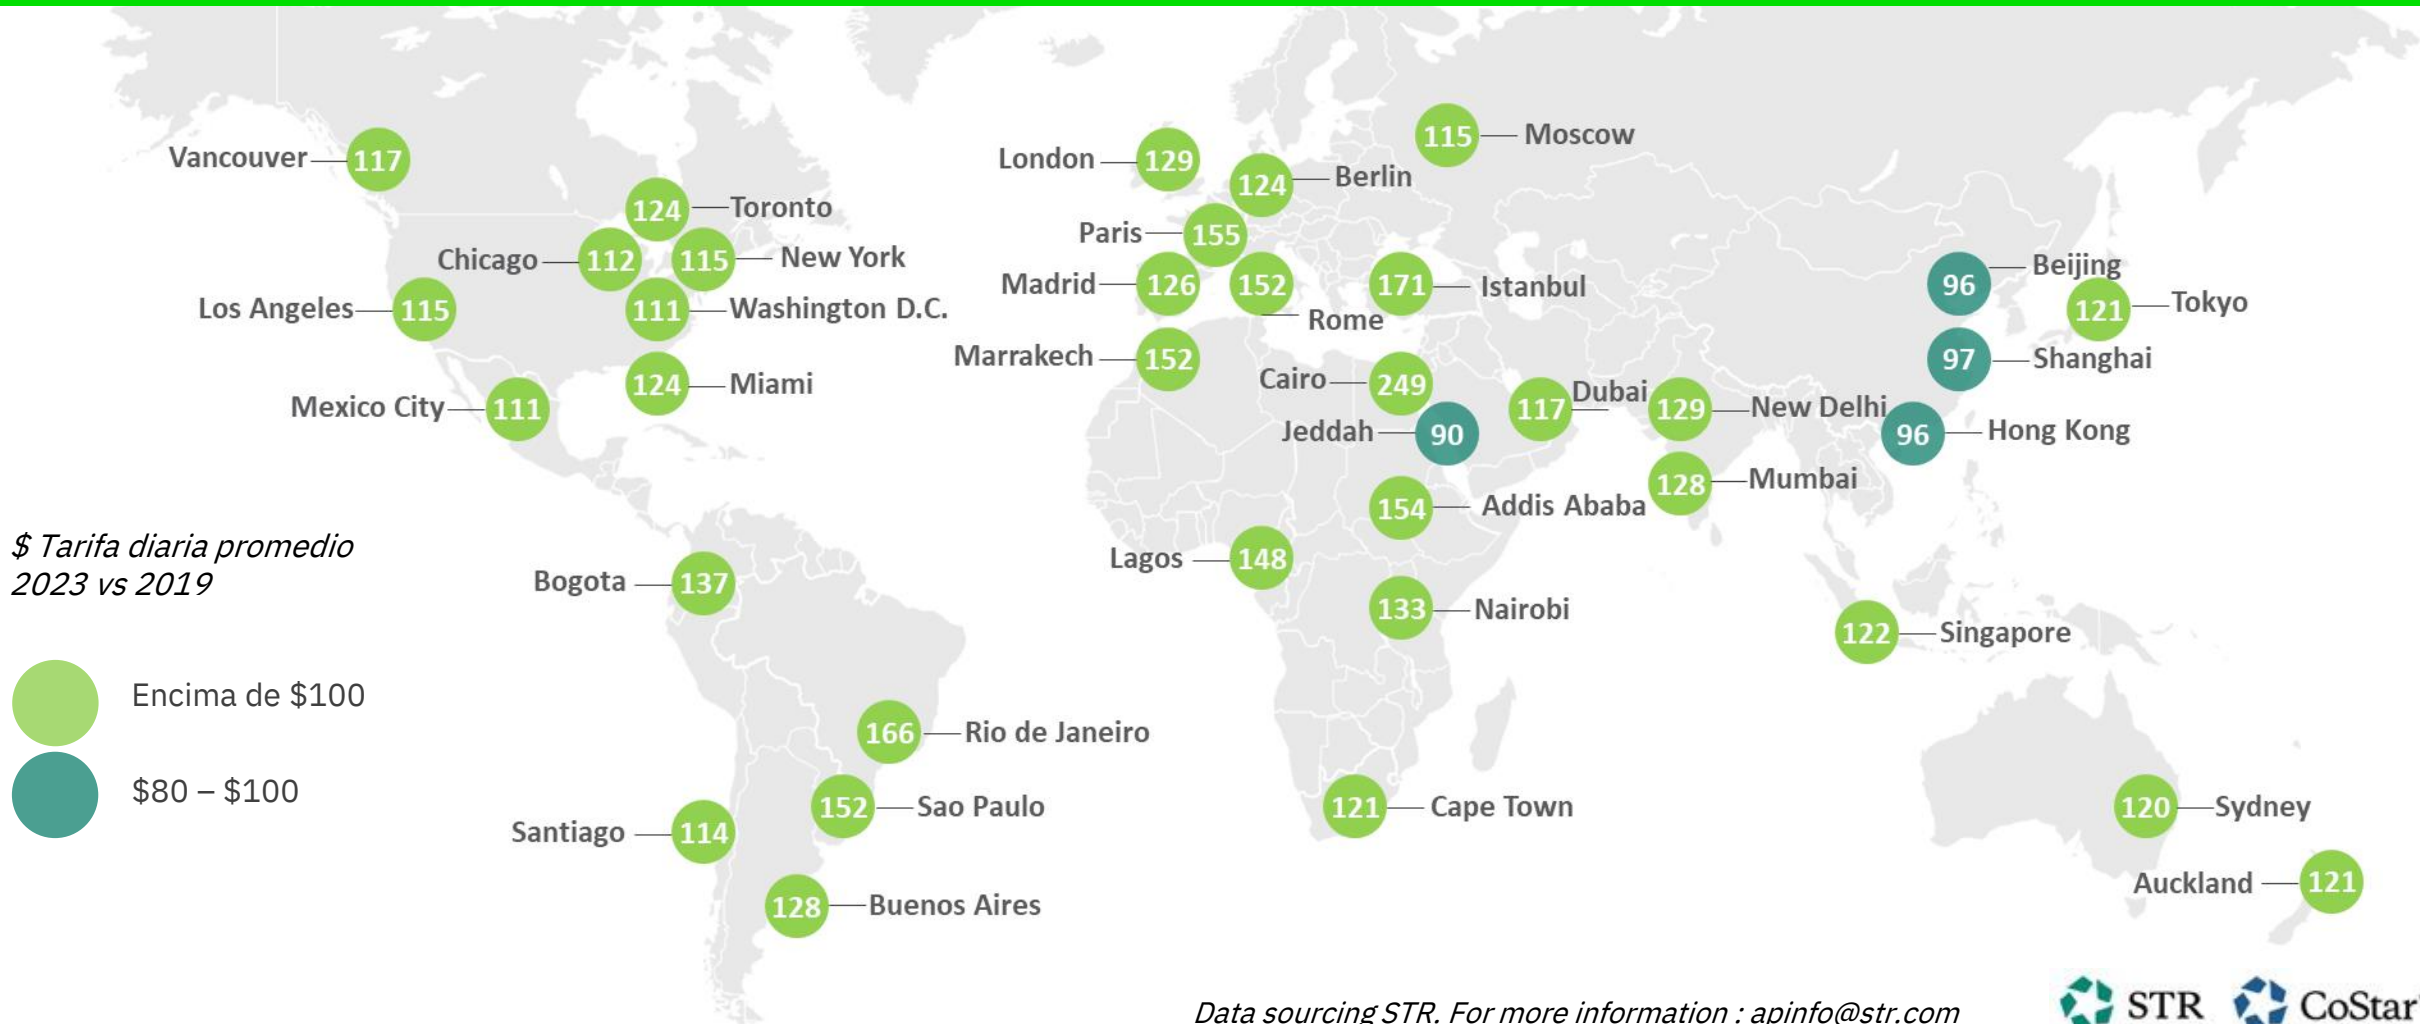 Vancouver 117
124 Toronto
Chicago 112
115 New York
Los Angeles 115
111 Washington D.C.
124 Miami
Mexico City 111
$ Tarifa diaria promedio
2023 vs 2019
Encima de $100
$80 – $100
Bogota 137
166 Rio de Janeiro
152 Sao Paulo
Santiago 114
128 Buenos Aires
115 Moscow
London 129
124 Berlin
Paris 155
Madrid 126
152 Rome
171 Istanbul
Marrakech 152
Cairo 249
Jeddah 90
117 Dubai
129 New Delhi
128 Mumbai
154 Addis Ababa
Lagos 148
133 Nairobi
121 Cape Town
96 Beijing
121 Tokyo
97 Shanghai
96 Hong Kong
122 Singapore
120 Sydney
Auckland 121
Data sourcing STR. For more information : apinfo@str.com
STR
CoStar